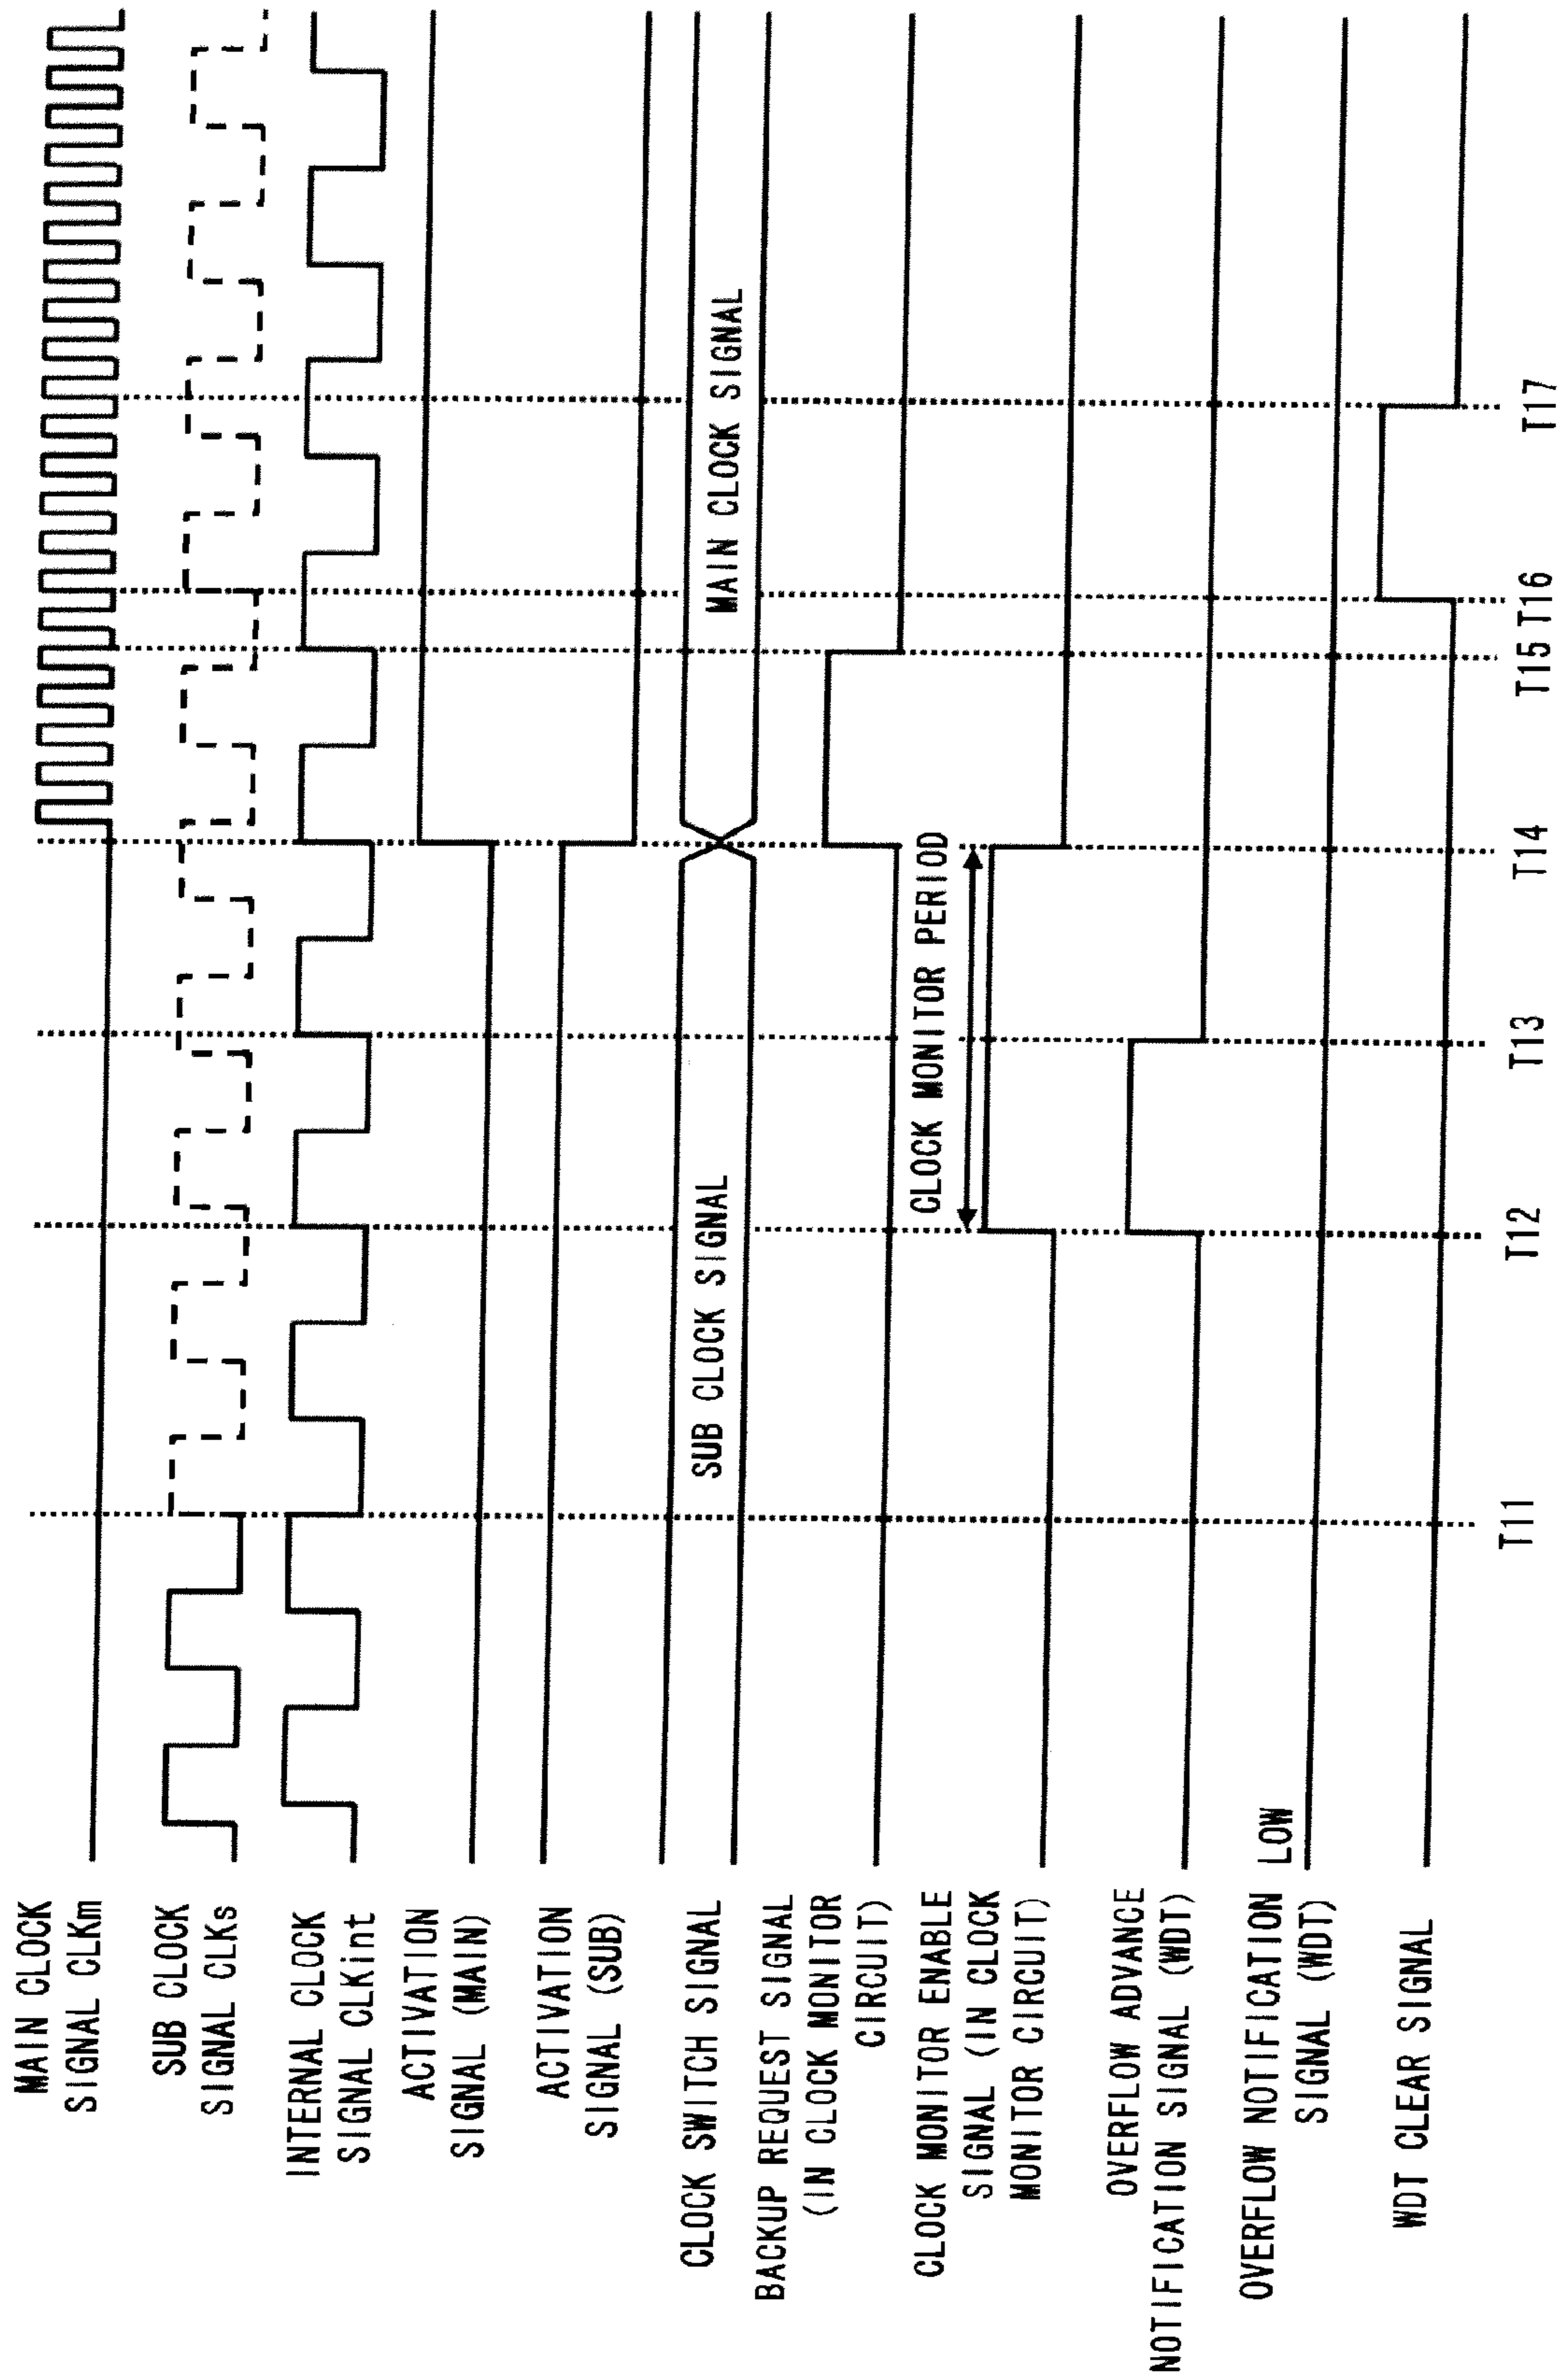 MAIN CLOCK
SIGNAL CLKm
SUB CLOCK
SIGNAL CLKs
INTERNAL CLOCK
SIGNAL CLKint
ACTIVATION
SIGNAL (MAIN)
ACTIVATION
SIGNAL (SUB)
CLOCK SWITCH SIGNAL
SUB CLOCK SIGNAL
MAIN CLOCK SIGNAL
BACKUP REQUEST SIGNAL
(IN CLOCK MONITOR
CIRCUIT)
CLOCK MONITOR PERIOD
CLOCK MONITOR ENABLE
SIGNAL (IN CLOCK
MONITOR CIRCUIT)
OVERFLOW ADVANCE
NOTIFICATION SIGNAL (WDT)
OVERFLOW NOTIFICATION
SIGNAL (WDT)
LOW
WDT CLEAR SIGNAL
T11
T12
T13
T14
T15
T16
T17